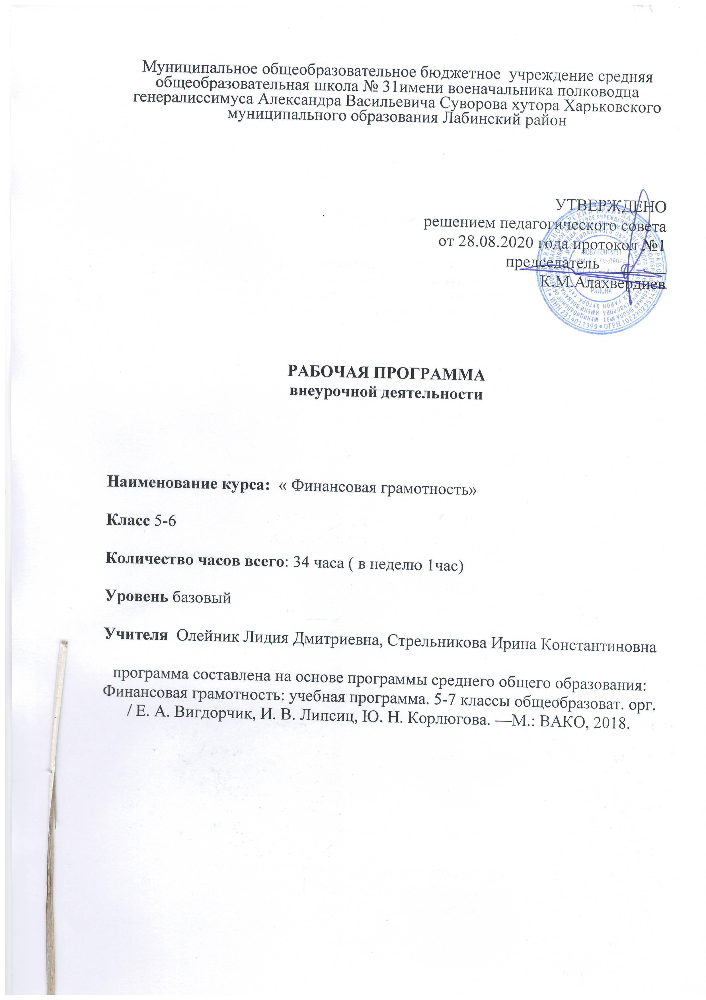 Муниципальное общеобразовательное бюджетное учреждение средняя
общеобразовательная школа № 31имени военачальника полководца
генералиссимуса Александра Васильевича Суворова хутора Харьковского
муниципального образования Лабинский район
УТВЕРЖДЕНО
решением педагогического совета
от 28.08.2020 года протокол №1
председатель________
К.М.Алахвердиев
МОБУ СОШ №31
РАЙОНА
ИНН 2314011399 • ОГРН
РАБОЧАЯ ПРОГРАММА
внеурочной деятельности
Наименование курса: « Финансовая грамотность»
Класс 5-6
Количество часов всего: 34 часа ( в неделю 1час)
Уровень базовый
Учителя Олейник Лидия Дмитриевна, Стрельникова Ирина Константиновна
программа составлена на основе программы среднего общего образования:
Финансовая грамотность: учебная программа. 5-7 классы общеобразоват. орг.
/ Е. А. Вигдорчик, И. В. Липсиц, Ю. Н. Корлюгова. —М.: ВАКО, 2018.